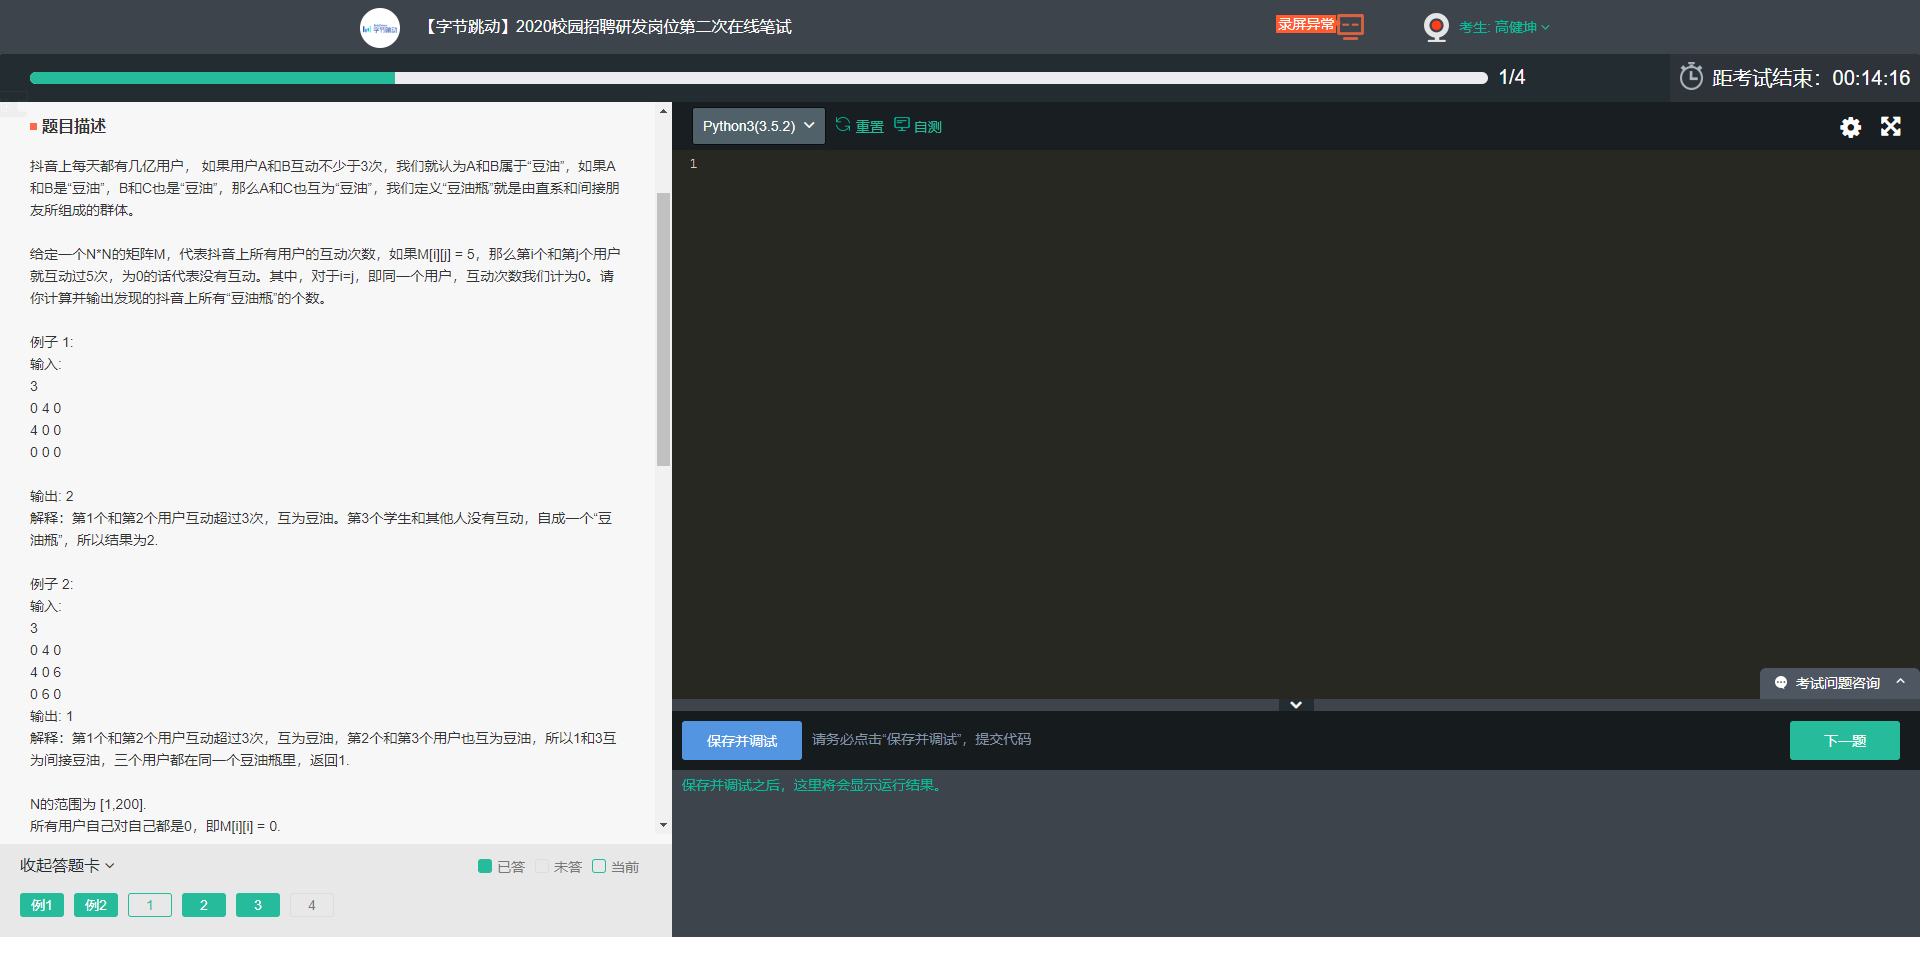 【字节跳动】2020校园招聘研发岗位第二次在线笔试
录屏异常
考生: 高健坤
1/4
距考试结束: 00:14:16
题目描述
抖音上每天都有几亿用户， 如果用户A和B互动不少于3次，我们就认为A和B属于“豆油”，如果A
和B是“豆油”，B和C也是“豆油”，那么A和C也互为“豆油”，我们定义“豆油瓶”就是由直系和间接朋
友所组成的群体。
给定一个N*N的矩阵M，代表抖音上所有用户的互动次数，如果M[i][j] = 5，那么第i个和第j个用户
就互动过5次，为0的话代表没有互动。其中，对于i=j，即同一个用户，互动次数我们计为0。请
你计算并输出发现的抖音上所有“豆油瓶”的个数。
例子 1:
输入:
3
0 4 0
4 0 0
0 0 0
输出: 2
解释：第1个和第2个用户互动超过3次，互为豆油。第3个学生和其他人没有互动，自成一个“豆
油瓶”，所以结果为2.
例子 2:
输入:
3
0 4 0
4 0 6
0 6 0
输出: 1
解释：第1个和第2个用户互动超过3次，互为豆油，第2个和第3个用户也互为豆油，所以1和3互
为间接豆油，三个用户都在同一个豆油瓶里，返回1.
N的范围为 [1,200].
所有用户自己对自己都是0，即M[i][i] = 0.
收起答题卡
已答 未答 当前
例1 例2 1 2 3 4
Python3(3.5.2) 重置 自测
1
考试问题咨询
保存并调试 请务必点击“保存并调试”，提交代码
下一题
保存并调试之后，这里将会显示运行结果。